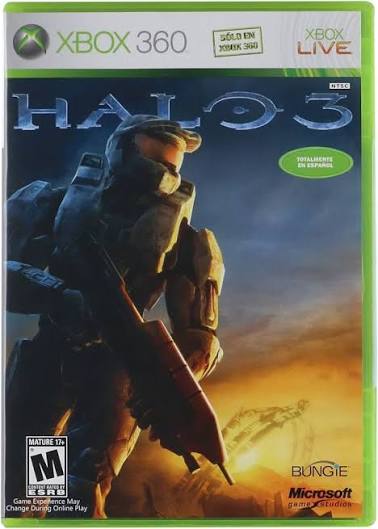 XBOX 360
SÓLO EN
XBOX 360
XBOX
LIVE
NTSC
HALO 3
TOTALMENTE
EN ESPAÑOL
MATURE 17+
M
CONTENT RATED BY
ESRB
Game Experience May
Change During Online Play
BUNGIE
Microsoft
game studios